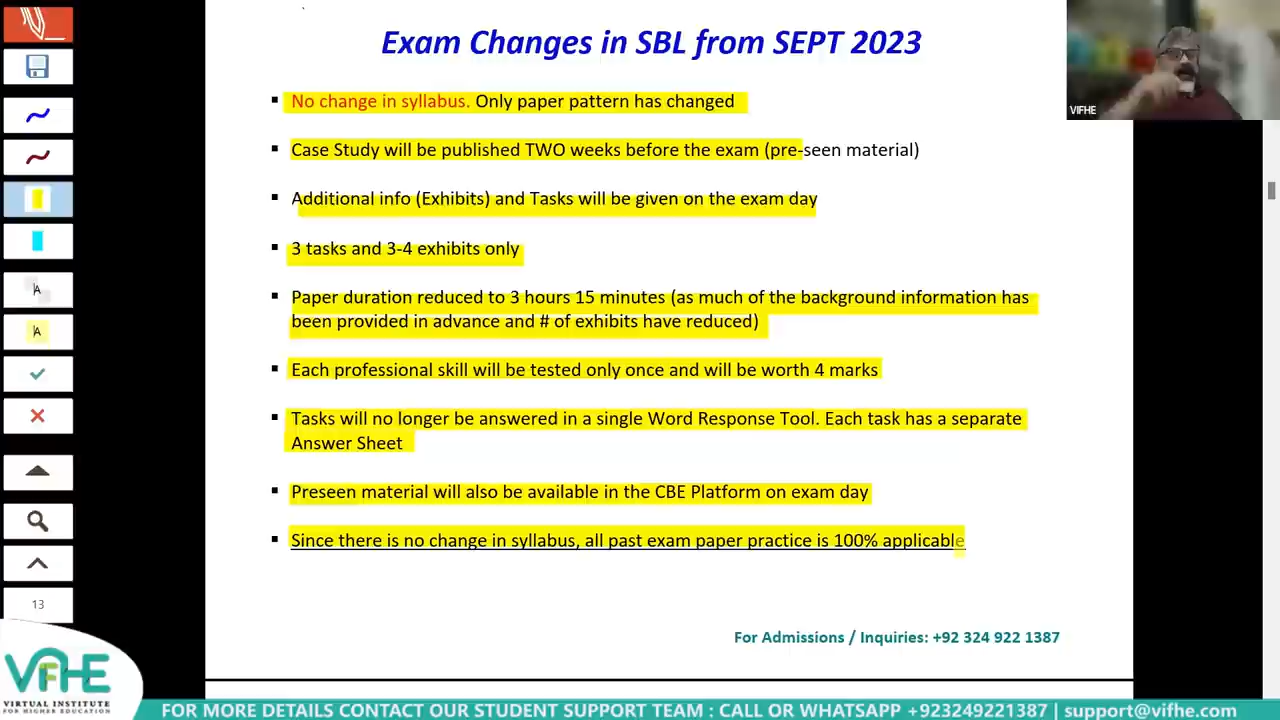 Exam Changes in SBL from SEPT 2023
No change in syllabus. Only paper pattern has changed
VIFHE
Case Study will be published TWO weeks before the exam (pre-seen material)
Additional info (Exhibits) and Tasks will be given on the exam day
3 tasks and 3-4 exhibits only
Paper duration reduced to 3 hours 15 minutes (as much of the background information has
been provided in advance and # of exhibits have reduced)
Each professional skill will be tested only once and will be worth 4 marks
Tasks will no longer be answered in a single Word Response Tool. Each task has a separate
Answer Sheet
Preseen material will also be available in the CBE Platform on exam day
Since there is no change in syllabus, all past exam paper practice is 100% applicable
A
A
13
For Admissions / Inquiries: +92 324 922 1387
VIFHE
VIRTUAL INSTITUTE
FOR HIGHER EDUCATION
FOR MORE DETAILS CONTACT OUR STUDENT SUPPORT TEAM : CALL OR WHATSAPP +923249221387 | support@vifhe.com